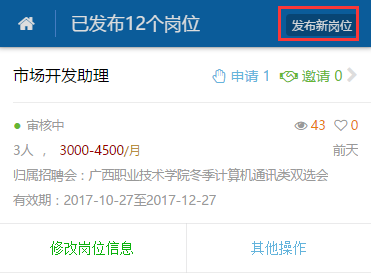 已发布12个岗位 发布新岗位
市场开发助理 申请 1 邀请 0
审核中 43 0
3人 ， 3000-4500/月 前天
归属招聘会：广西职业技术学院冬季计算机通讯类双选会
有效期：2017-10-27至2017-12-27
修改岗位信息 其他操作